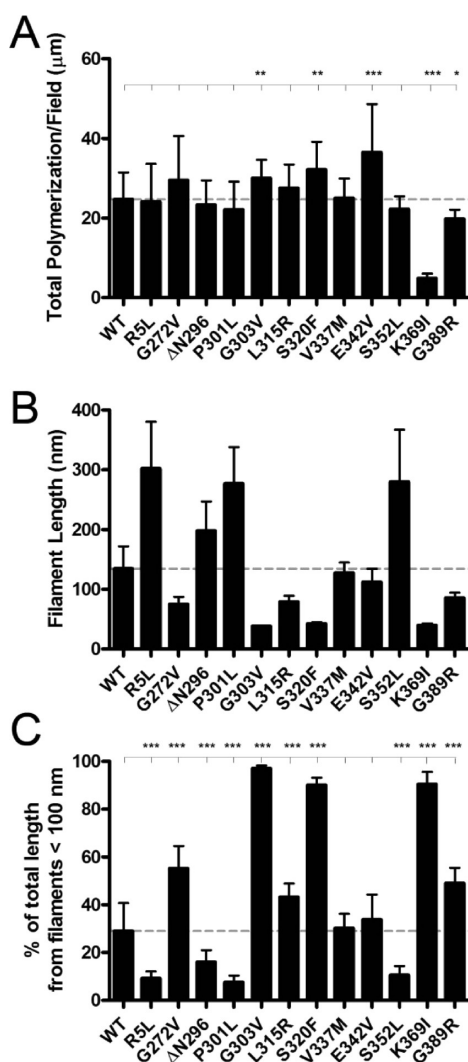 A
Total Polymerization/Field (μm)
60
40
20
0
** ** *** *** *
WT R5L G272V ΔN296 P301L G303V L315R S320F V337M E342V S352L K369I G389R
B
Filament Length (nm)
400
300
200
100
0
WT R5L G272V ΔN296 P301L G303V L315R S320F V337M E342V S352L K369I G389R
C
% of total length
from filaments < 100 nm
100
80
60
40
20
0
*** *** *** *** *** *** *** *** *** ***
WT R5L G272V ΔN296 P301L G303V L315R S320F V337M E342V S352L K369I G389R